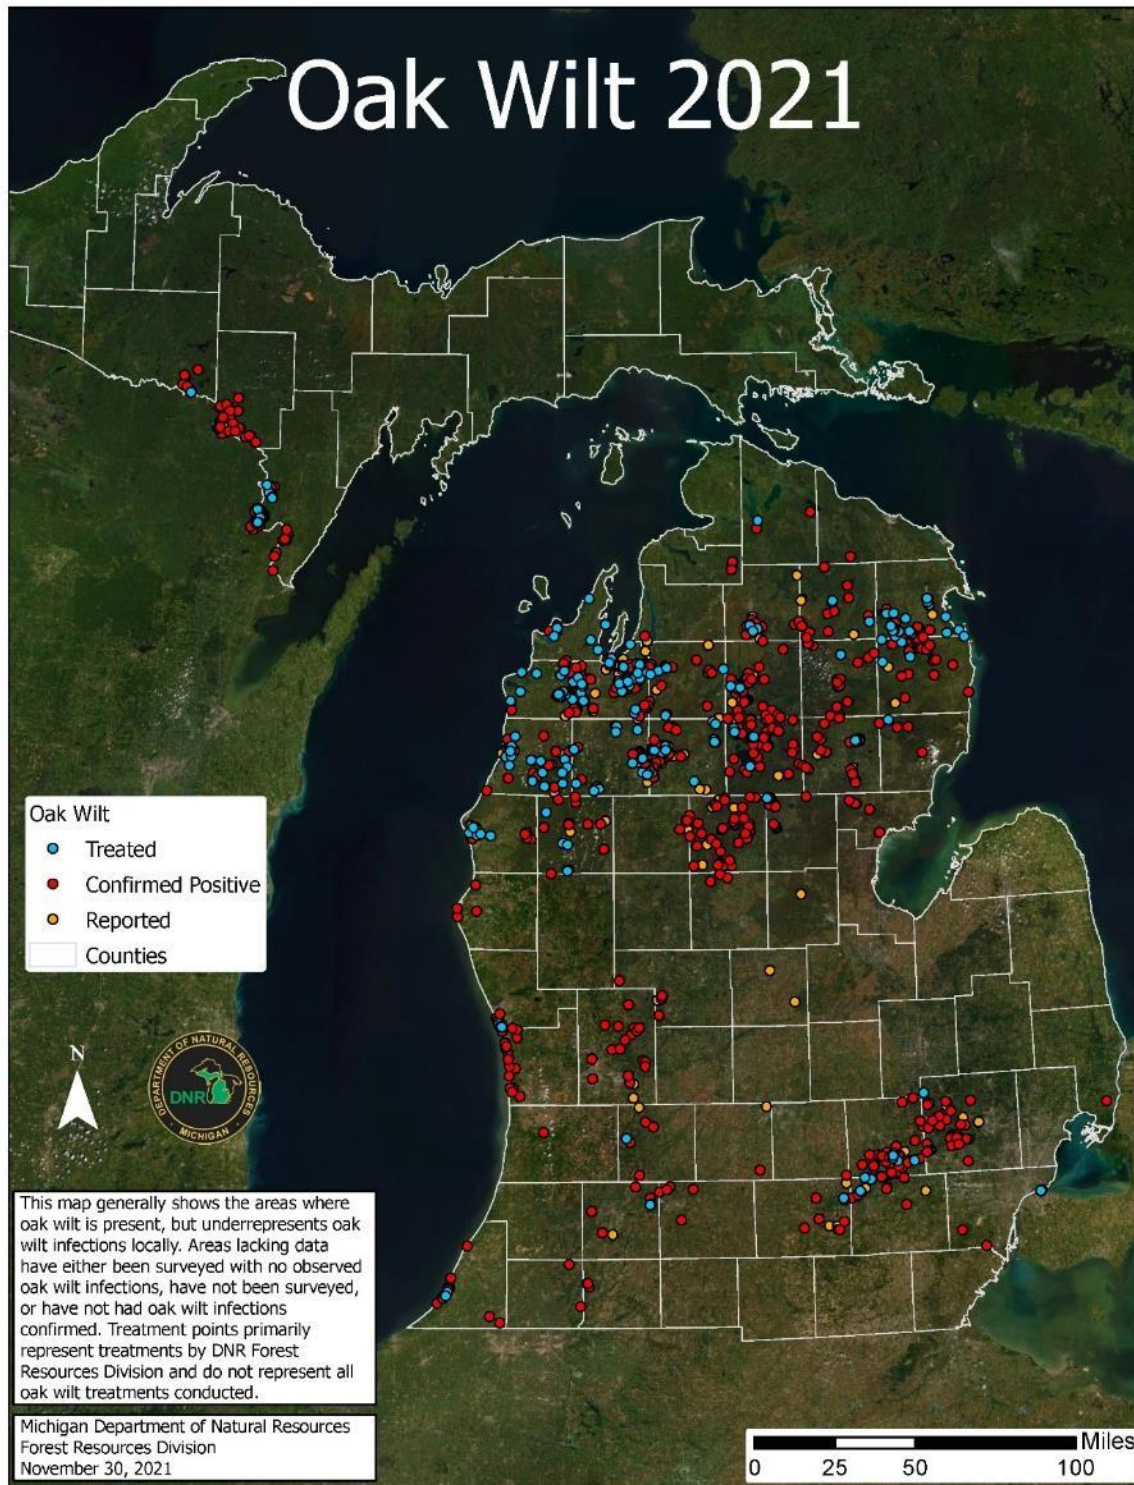 Oak Wilt 2021
Oak Wilt
Treated
Confirmed Positive
Reported
Counties
N
DEPARTMENT OF NATURAL RESOURCES
DNR
MICHIGAN
This map generally shows the areas where
oak wilt is present, but underrepresents oak
wilt infections locally. Areas lacking data
have either been surveyed with no observed
oak wilt infections, have not been surveyed,
or have not had oak wilt infections
confirmed. Treatment points primarily
represent treatments by DNR Forest
Resources Division and do not represent all
oak wilt treatments conducted.
Michigan Department of Natural Resources
Forest Resources Division
November 30, 2021
Miles
0 25 50 100